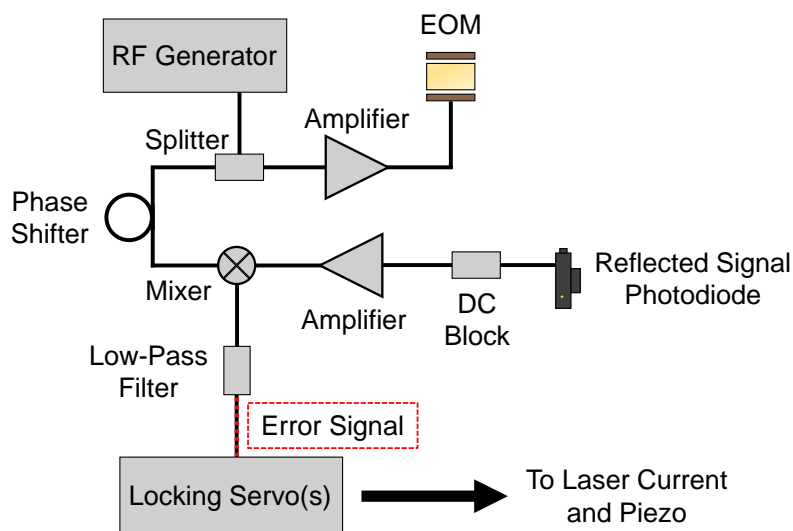 EOM
RF Generator
Amplifier
Splitter
Phase
Shifter
Mixer
Amplifier
DC
Block
Reflected Signal
Photodiode
Low-Pass
Filter
Error Signal
Locking Servo(s)
To Laser Current
and Piezo